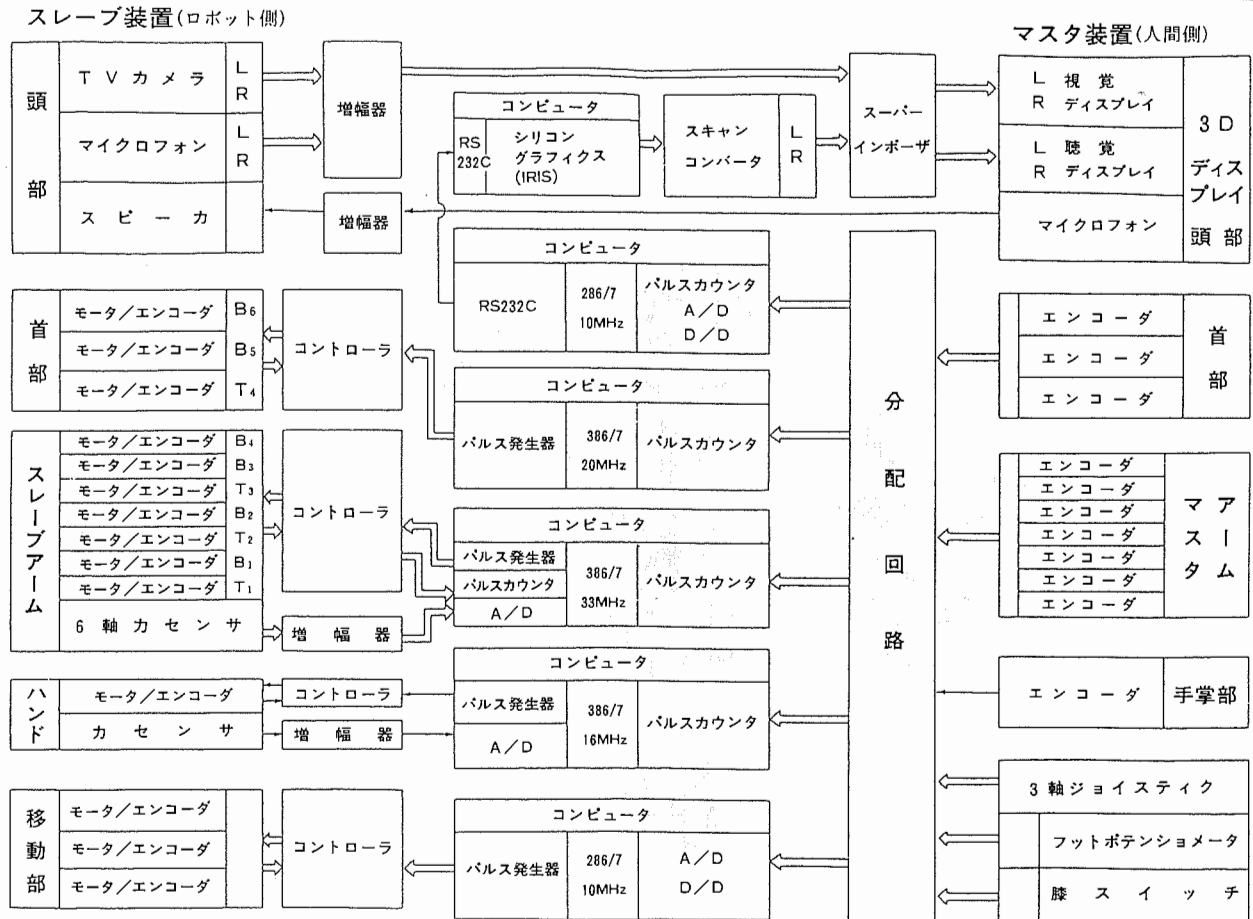 スレーブ装置(ロボット側)
頭部
TVカメラ
L
R
マイクロフォン
L
R
スピーカ
増幅器
増幅器
コンピュータ
RS
232C
シリコン
グラフィクス
(IRIS)
スキャン
コンバータ
L
R
スーパー
インポーザ
マスタ装置(人間側)
L 視覚
R ディスプレイ
L 聴覚
R ディスプレイ
マイクロフォン
3D
ディス
プレイ
頭部
首部
モータ/エンコーダ B6
モータ/エンコーダ B5
モータ/エンコーダ T4
コントローラ
コンピュータ
RS232C
286/7
10MHz
パルスカウンタ
A/D
D/D
コンピュータ
パルス発生器
386/7
20MHz
パルスカウンタ
分配回路
エンコーダ
エンコーダ
エンコーダ
首部
スレーブアーム
モータ/エンコーダ B4
モータ/エンコーダ B3
モータ/エンコーダ T3
モータ/エンコーダ B2
モータ/エンコーダ T2
モータ/エンコーダ B1
モータ/エンコーダ T1
6軸力センサ
コントローラ
増幅器
コンピュータ
パルス発生器
パルスカウンタ
A/D
386/7
33MHz
パルスカウンタ
エンコーダ
エンコーダ
エンコーダ
エンコーダ
エンコーダ
エンコーダ
エンコーダ
マスタ
アーム
ハンド
モータ/エンコーダ
力センサ
コントローラ
増幅器
コンピュータ
パルス発生器
A/D
386/7
16MHz
パルスカウンタ
エンコーダ
手掌部
移動部
モータ/エンコーダ
モータ/エンコーダ
モータ/エンコーダ
コントローラ
コンピュータ
パルス発生器
286/7
10MHz
A/D
D/D
3軸ジョイスティク
フットポテンショメータ
膝スイッチ